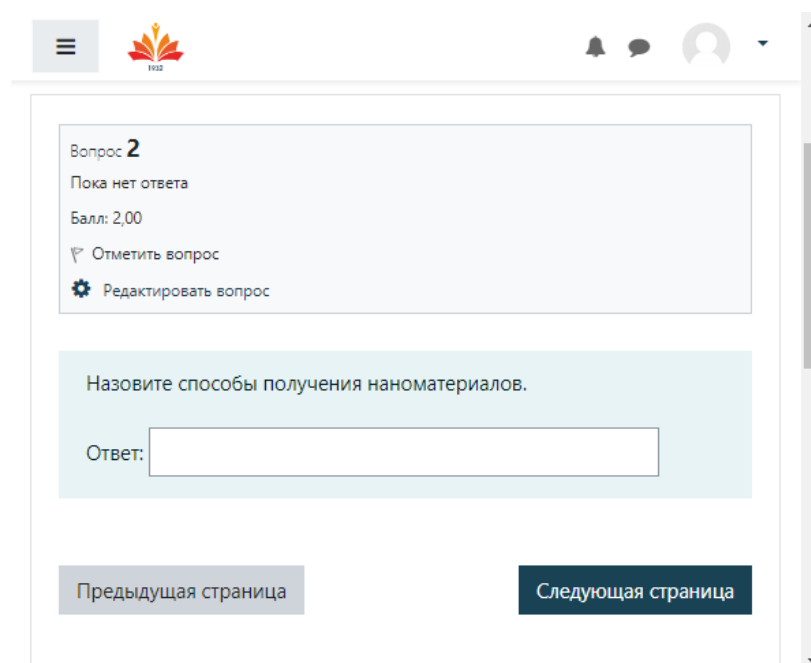 1932
Вопрос 2
Пока нет ответа
Балл: 2,00
Отметить вопрос
Редактировать вопрос
Назовите способы получения наноматериалов.
Ответ:
Предыдущая страница
Следующая страница